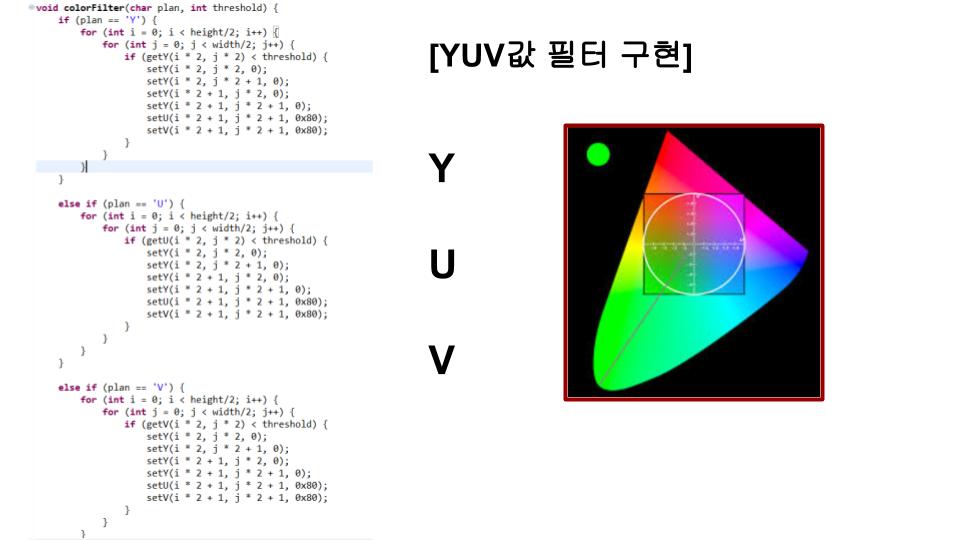 void colorFilter(char plan, int threshold) {
if (plan == 'Y') {
for (int i = 0; i < height/2; i++) {
for (int j = 0; j < width/2; j++) {
if (getY(i * 2, j * 2) < threshold) {
setY(i * 2, j * 2, 0);
setY(i * 2, j * 2 + 1, 0);
setY(i * 2 + 1, j * 2, 0);
setY(i * 2 + 1, j * 2 + 1, 0);
setU(i * 2 + 1, j * 2 + 1, 0x80);
setV(i * 2 + 1, j * 2 + 1, 0x80);
}
}
}
}
else if (plan == 'U') {
for (int i = 0; i < height/2; i++) {
for (int j = 0; j < width/2; j++) {
if (getU(i * 2, j * 2) < threshold) {
setY(i * 2, j * 2, 0);
setY(i * 2, j * 2 + 1, 0);
setY(i * 2 + 1, j * 2, 0);
setY(i * 2 + 1, j * 2 + 1, 0);
setU(i * 2 + 1, j * 2 + 1, 0x80);
setV(i * 2 + 1, j * 2 + 1, 0x80);
}
}
}
}
else if (plan == 'V') {
for (int i = 0; i < height/2; i++) {
for (int j = 0; j < width/2; j++) {
if (getV(i * 2, j * 2) < threshold) {
setY(i * 2, j * 2, 0);
setY(i * 2, j * 2 + 1, 0);
setY(i * 2 + 1, j * 2, 0);
setY(i * 2 + 1, j * 2 + 1, 0);
setU(i * 2 + 1, j * 2 + 1, 0x80);
setV(i * 2 + 1, j * 2 + 1, 0x80);
}
}
}
[YUV값 필터 구현]
Y
U
V